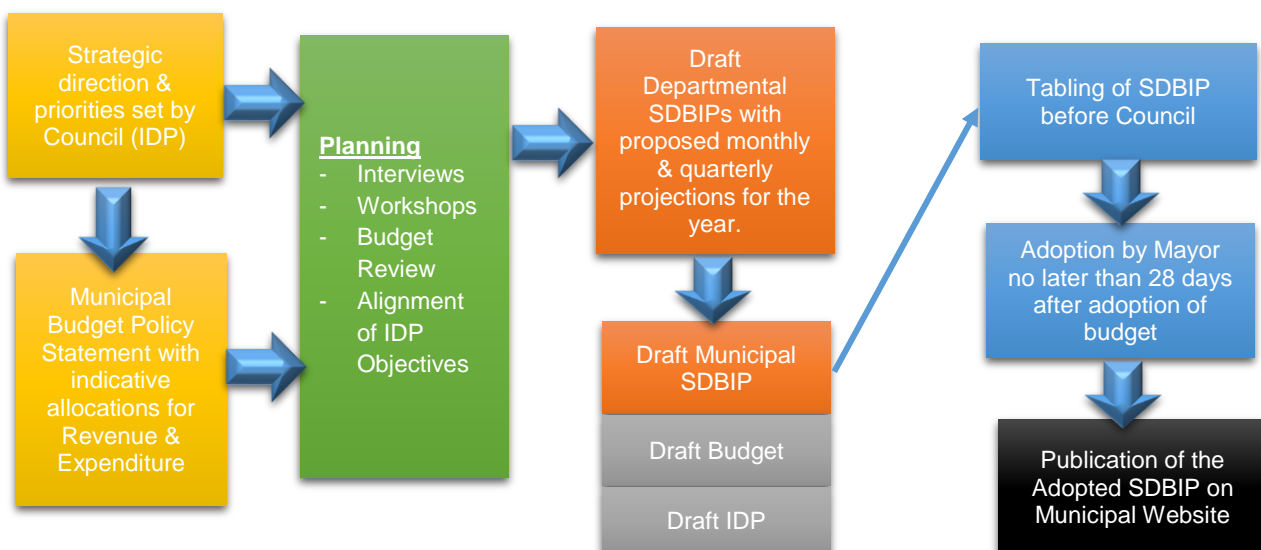 Strategic
direction &
priorities set by
Council (IDP)
Municipal
Budget Policy
Statement with
indicative
allocations for
Revenue &
Expenditure
Planning
- Interviews
- Workshops
- Budget
Review
- Alignment
of IDP
Objectives
Draft
Departmental
SDBIPs with
proposed monthly
& quarterly
projections for the
year.
Draft Municipal
SDBIP
Draft Budget
Draft IDP
Tabling of SDBIP
before Council
Adoption by Mayor
no later than 28 days
after adoption of
budget
Publication of the
Adopted SDBIP on
Municipal Website